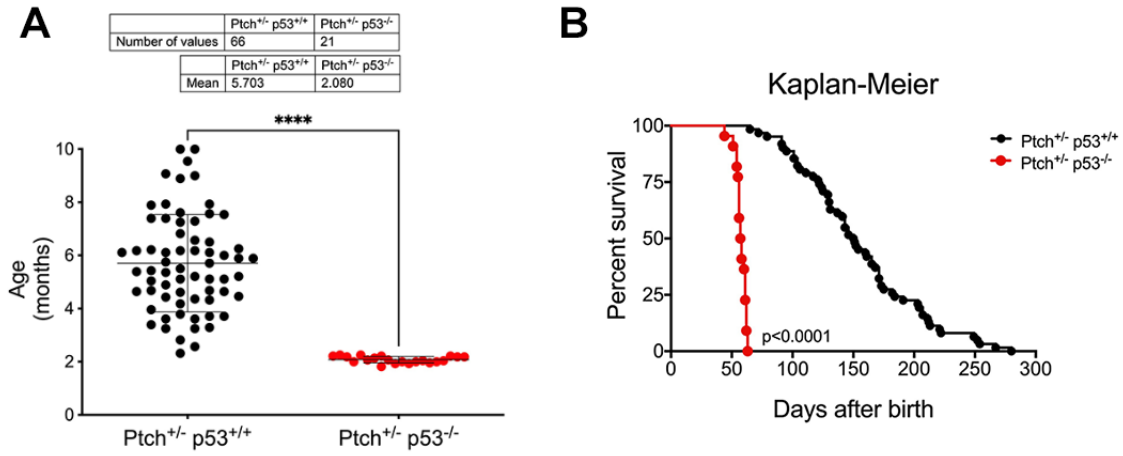 A
Ptch+/- p53+/+ Ptch+/- p53-/-
Number of values 66 21
Ptch+/- p53+/+ Ptch+/- p53-/-
Mean 5.703 2.080
****
10
8
6
4
2
0
Age
(months)
Ptch+/- p53+/+ Ptch+/- p53-/-
B
Kaplan-Meier
Ptch+/- p53+/+
Ptch+/- p53-/-
100
75
50
25
0
Percent survival
p<0.0001
0 50 100 150 200 250 300
Days after birth